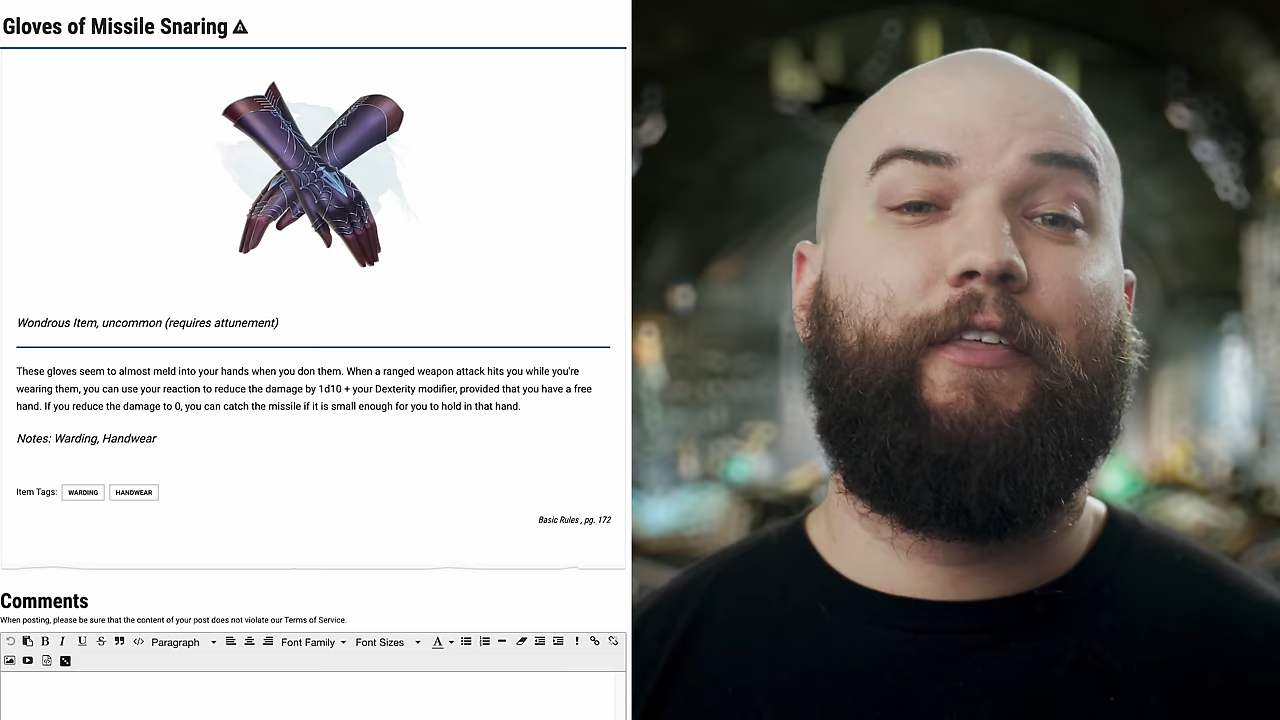 Gloves of Missile Snaring
Wondrous Item, uncommon (requires attunement)
These gloves seem to almost meld into your hands when you don them. When a ranged weapon attack hits you while you're
wearing them, you can use your reaction to reduce the damage by 1d10 + your Dexterity modifier, provided that you have a free
hand. If you reduce the damage to 0, you can catch the missile if it is small enough for you to hold in that hand.
Notes: Warding, Handwear
Item Tags: WARDING HANDWEAR
Basic Rules , pg. 172
Comments
When posting, please be sure that the content of your post does not violate our Terms of Service.
B I U S Paragraph Font Family Font Sizes A